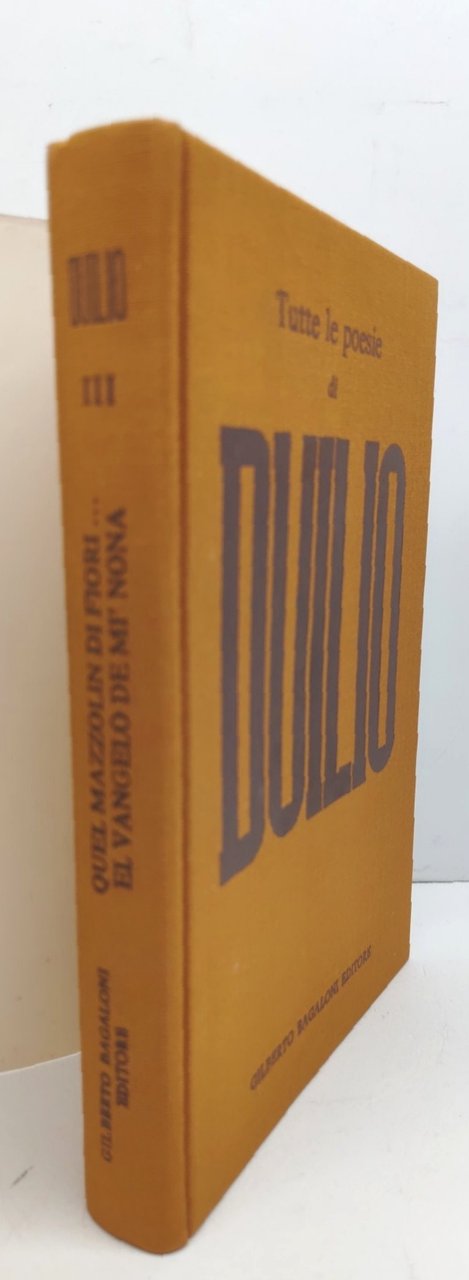 DUILIO
III
QUEL MAZZOLIN DI FIORI...
EL VANGELO DE MI' NONA
GILBERTO BAGALONI
EDITORE
Tutte le poesie
di
DUILIO
GILBERTO BAGALONI EDITORE